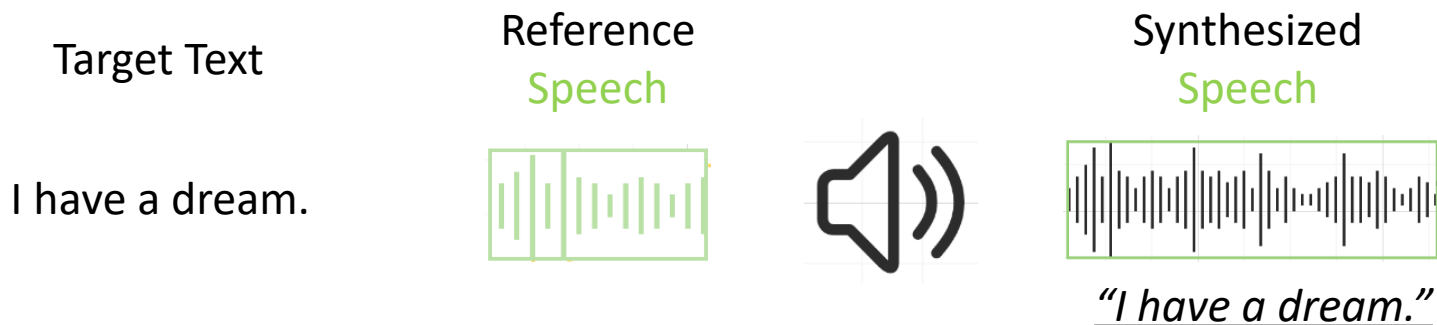 Target Text
Reference
Speech
Synthesized
Speech
I have a dream.
“I have a dream.”